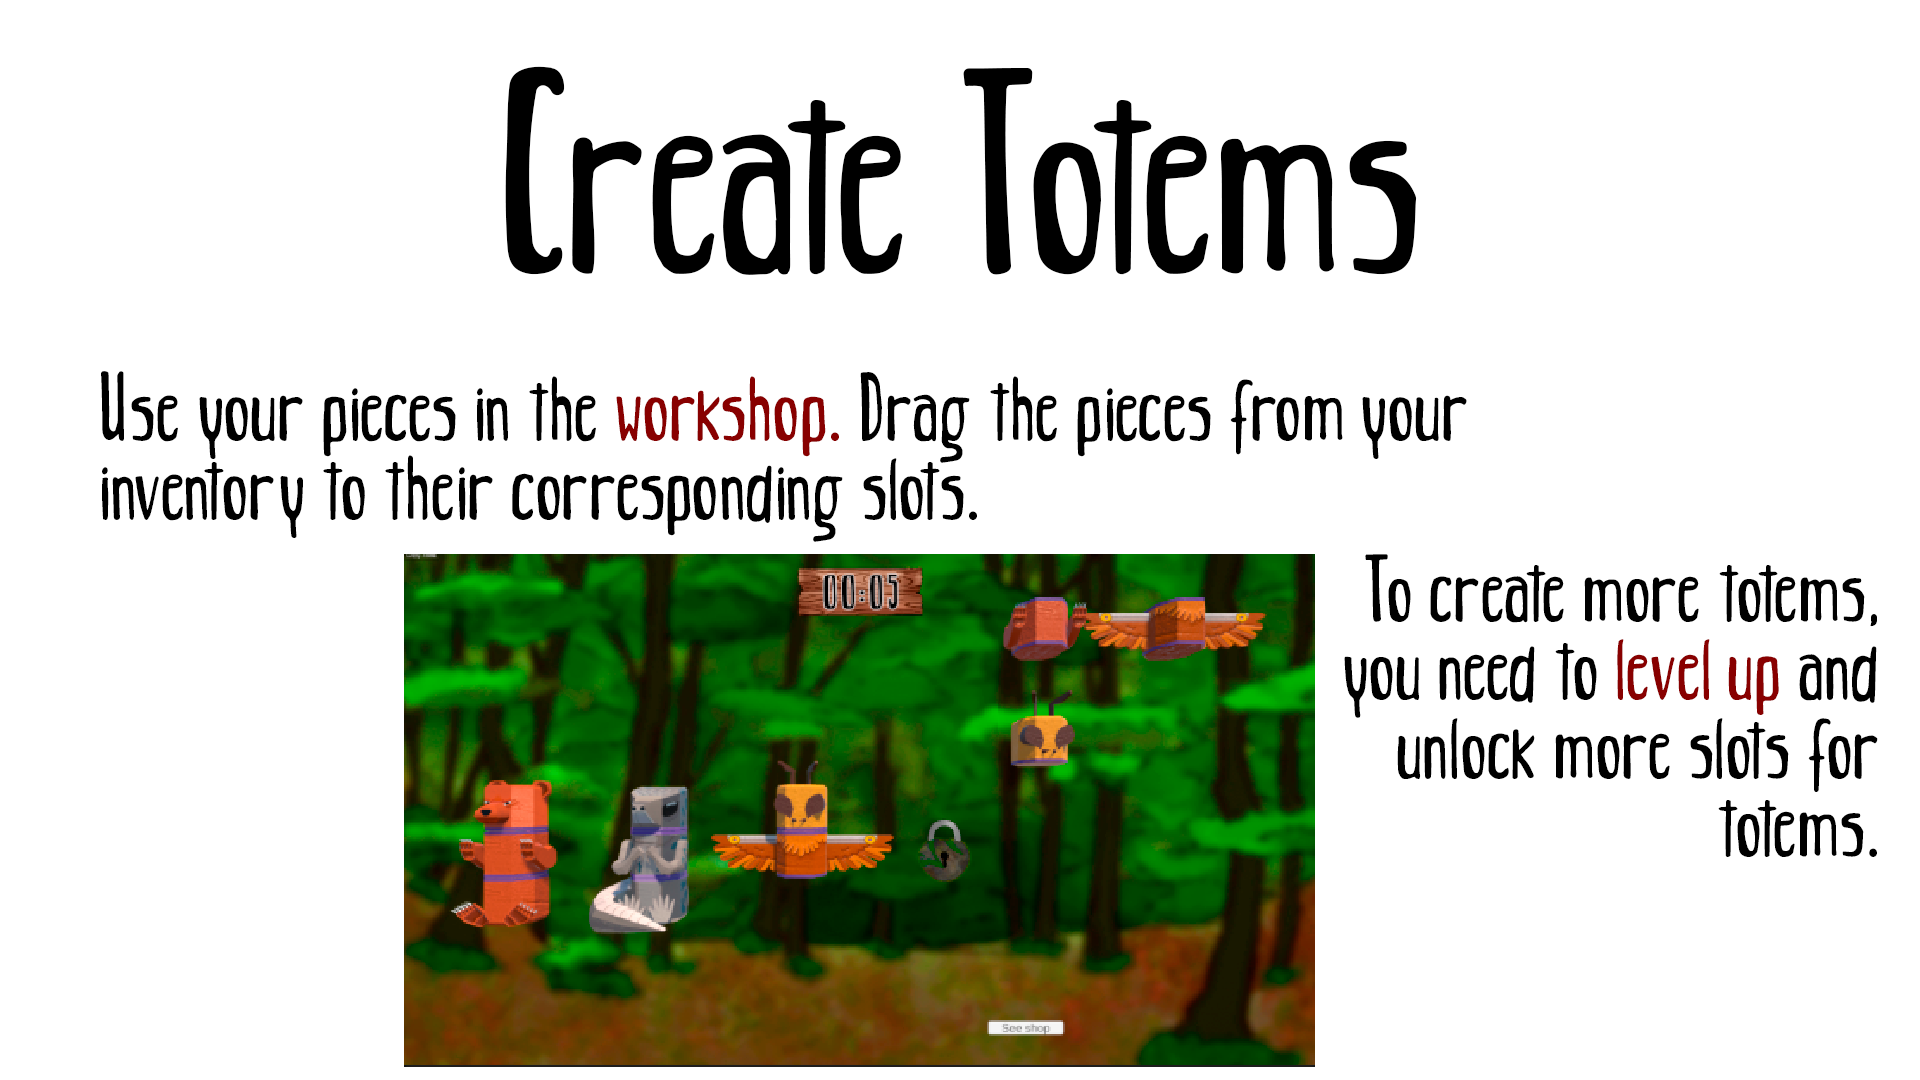 Create Totems
Use your pieces in the workshop. Drag the pieces from your
inventory to their corresponding slots.
00:05
To create more totems,
you need to level up and
unlock more slots for
totems.
See shop